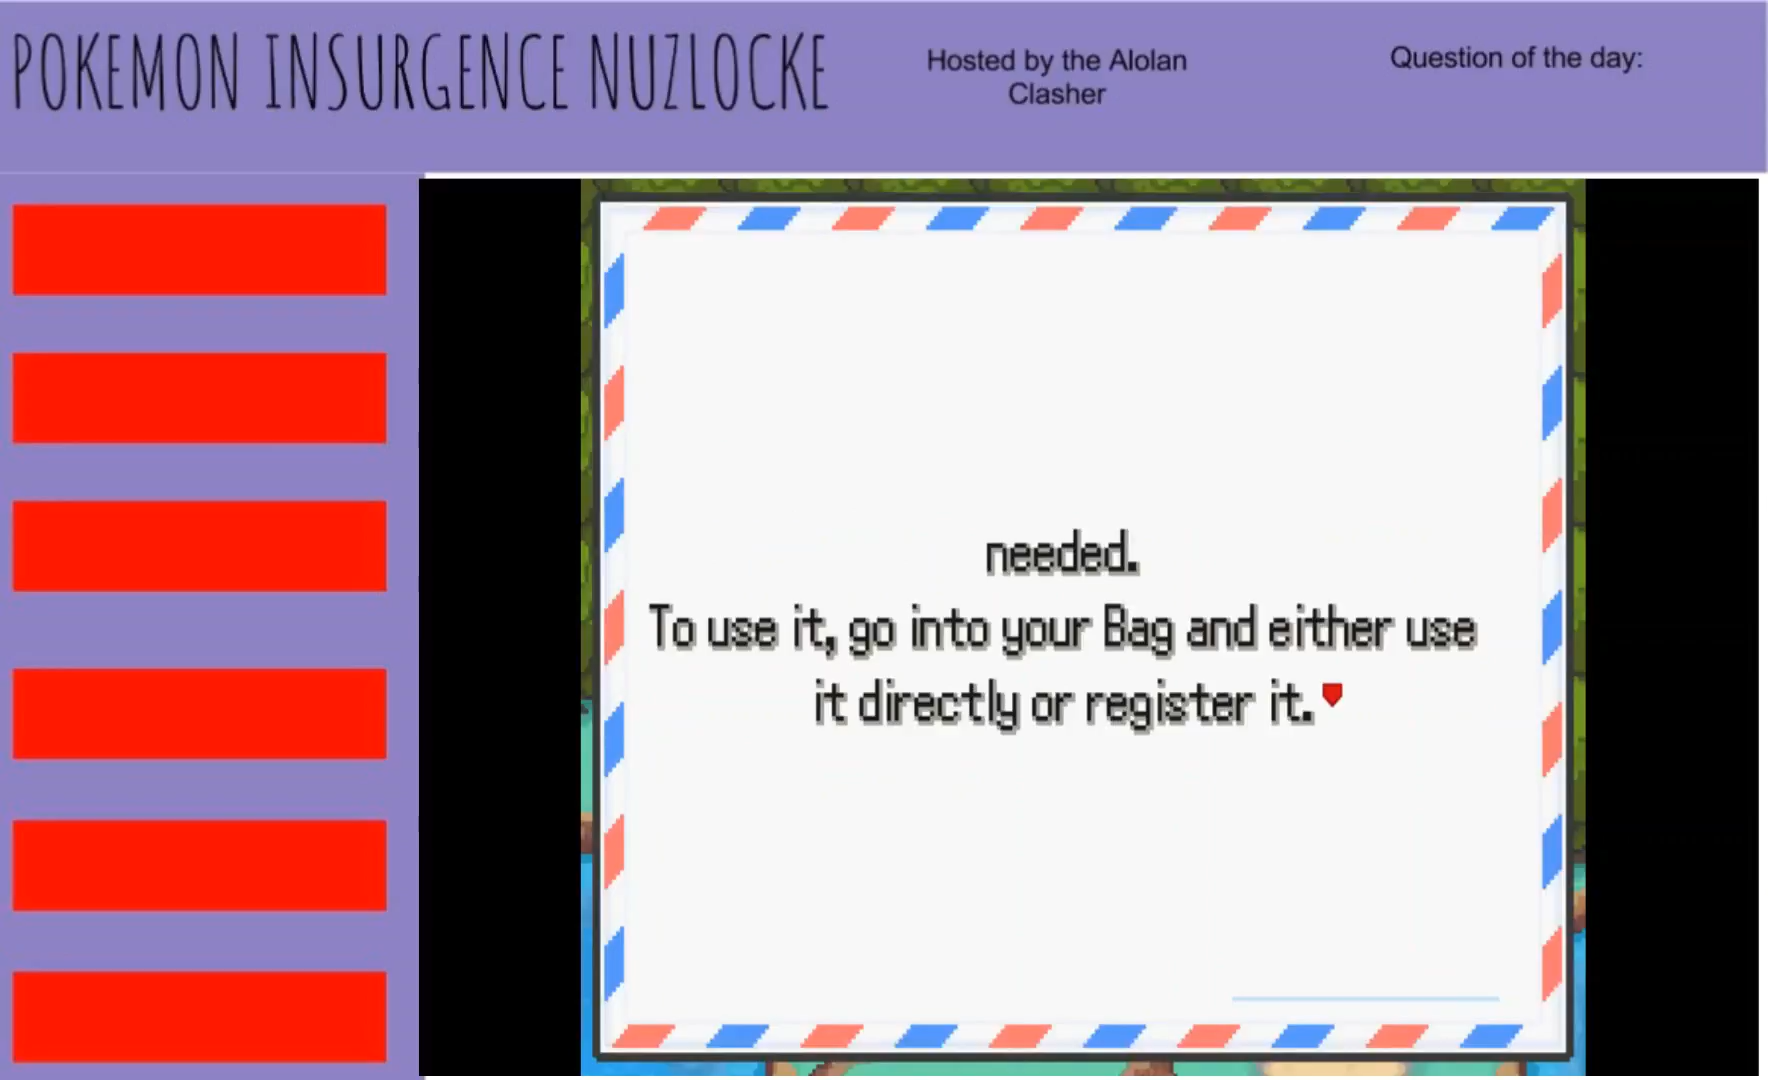 POKEMON INSURGENCE NUZLOCKE
Hosted by the Alolan
Clasher
Question of the day:
needed.
To use it, go into your Bag and either use
it directly or register it.